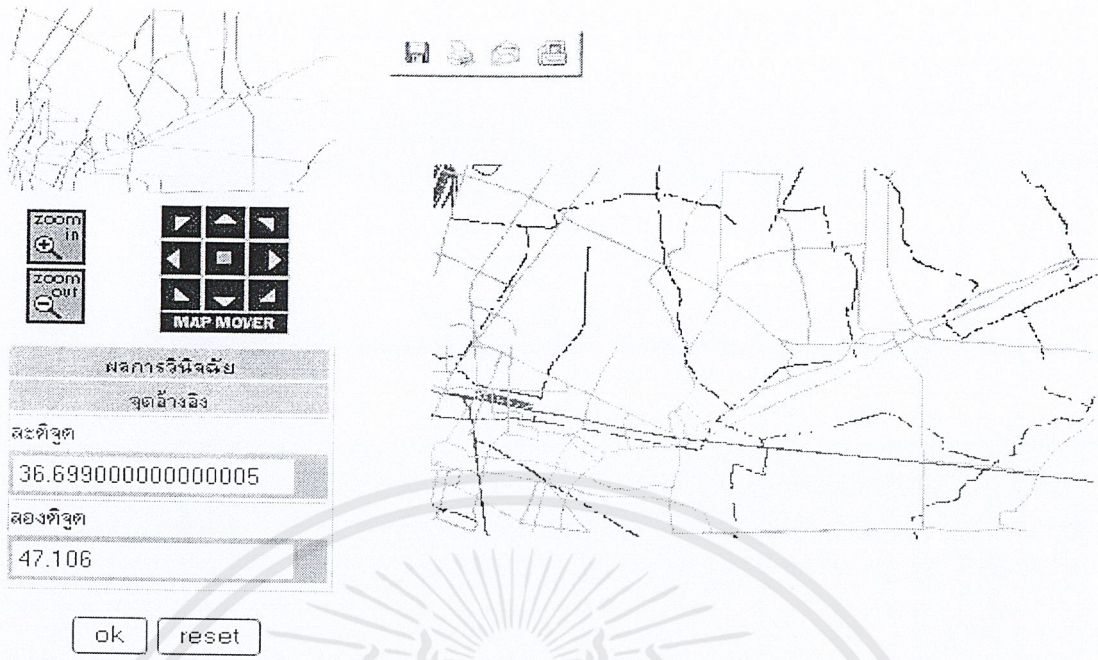 zoom
in
zoom
out
MAP MOVER
ผลการวินิจฉัย
จุดอ้างอิง
ละติจูด
36.6990000000000005
ลองติจูด
47.106
ok reset